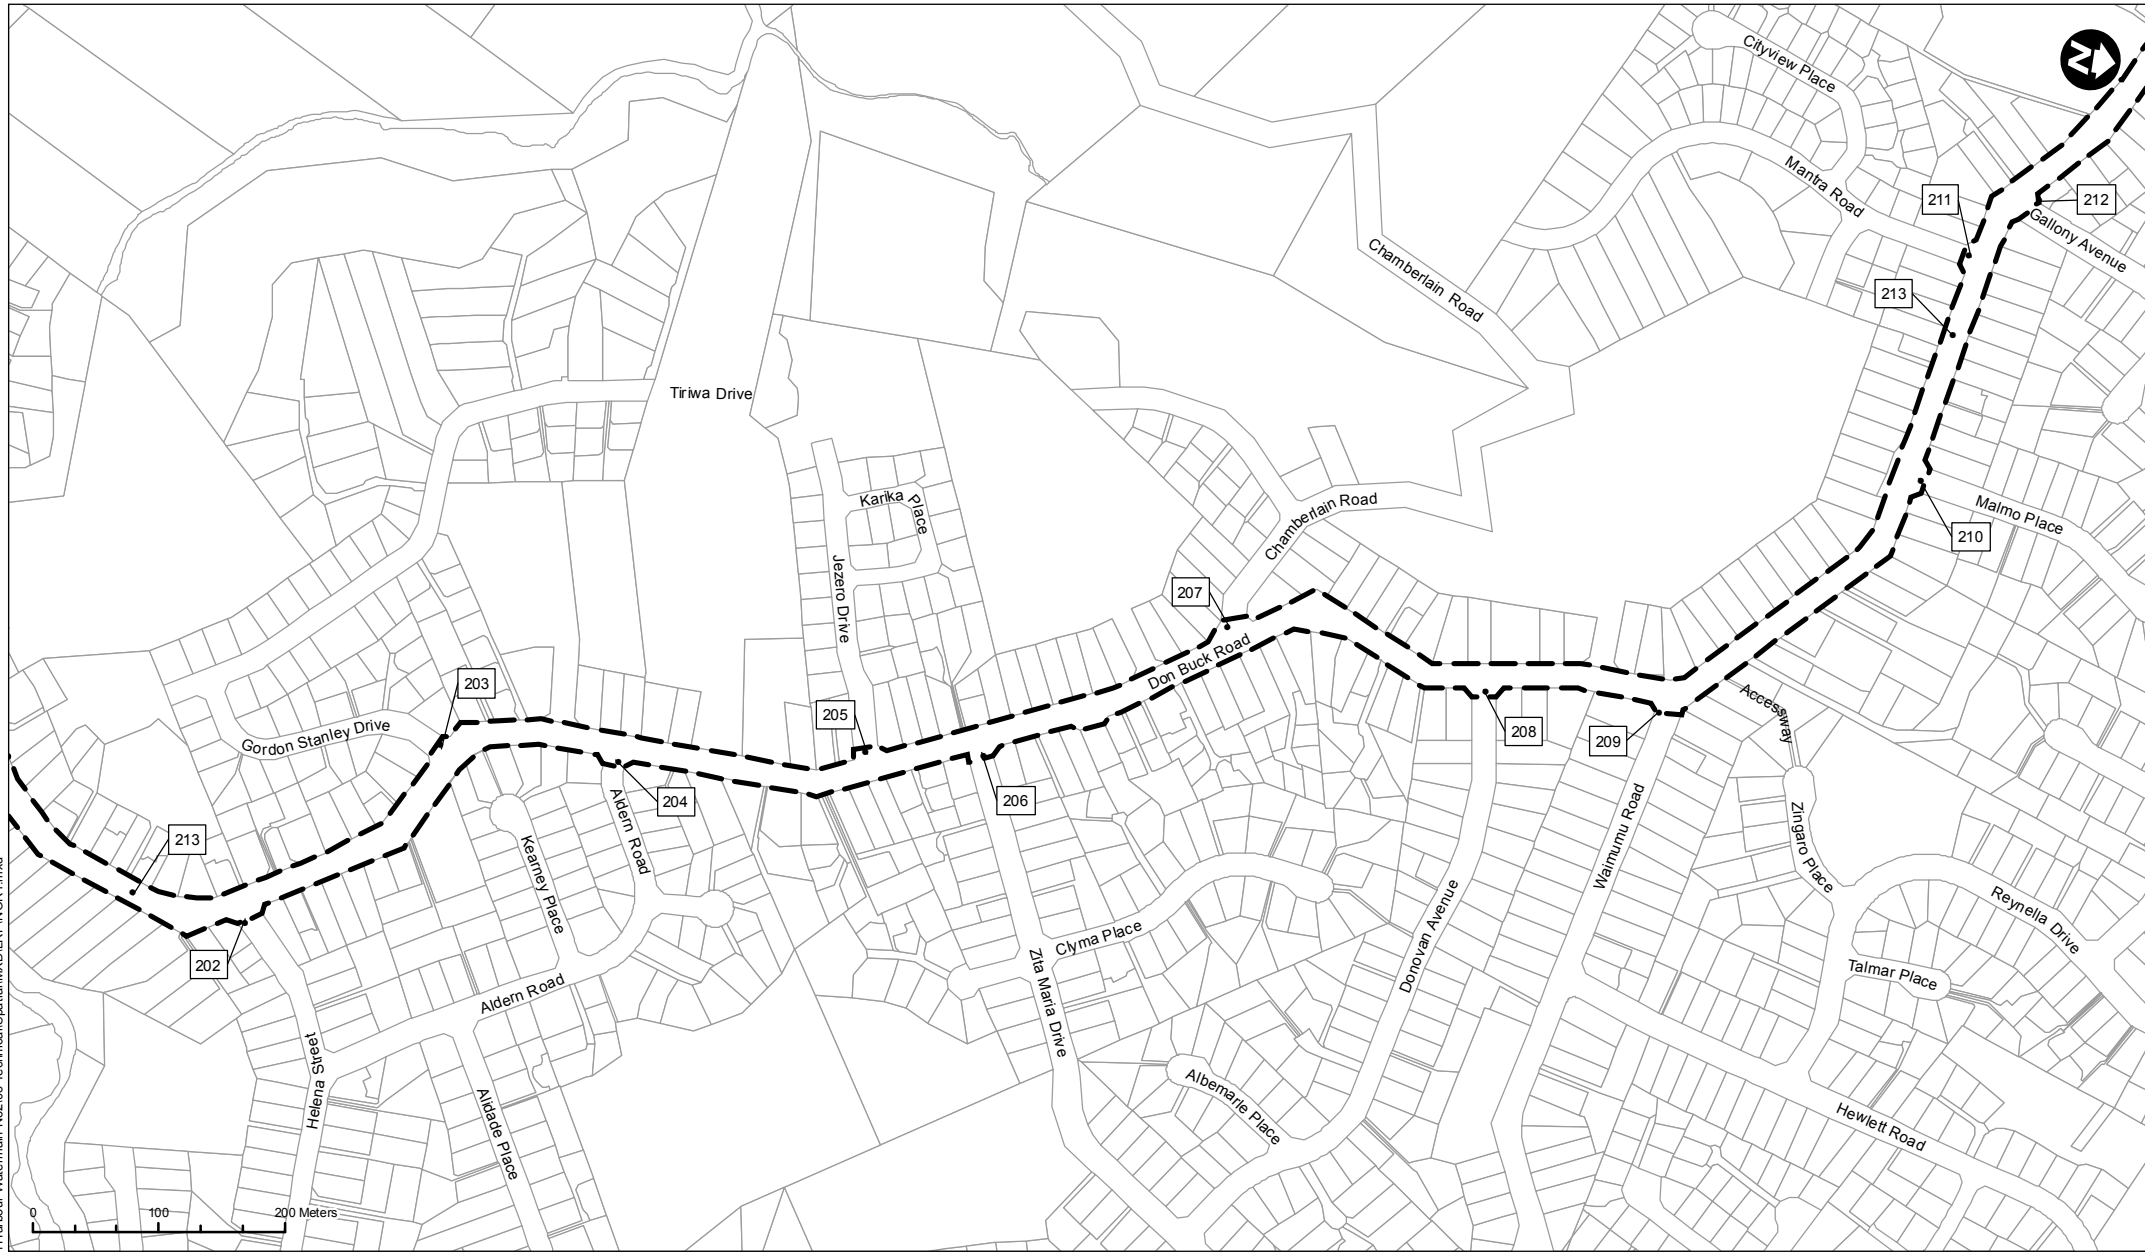 Cityview Place
N
Mantra Road
211
212
Gallony Avenue
Chamberlain Road
213
Tiriwa Drive
Karika
Place
Chamberlain Road
Malmo Place
210
Jezero Drive
207
Don Buck Road
203
205
Gordon Stanley Drive
Accessway
208
209
204
206
Aldern Road
213
Kearney Place
Waimumu Road
Zingaro Place
Reynella Drive
Donovan Avenue
Clyma Place
202
Talmar Place
Aldern Road
Zita Maria Drive
Helena Street
Alidade Place
Albemarle Place
Hewlett Road
0
100
200 Meters